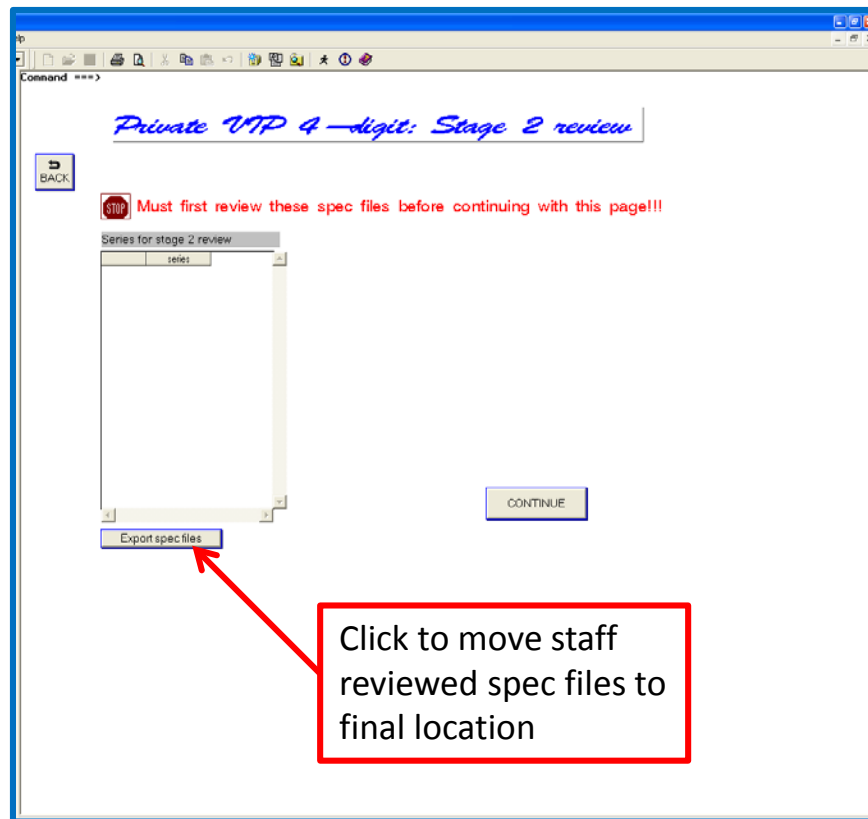 Command ===>
Private VIP 4-digit: Stage 2 review
BACK
STOP Must first review these spec files before continuing with this page!!!
Series for stage 2 review
series
CONTINUE
Export spec files
Click to move staff
reviewed spec files to
final location